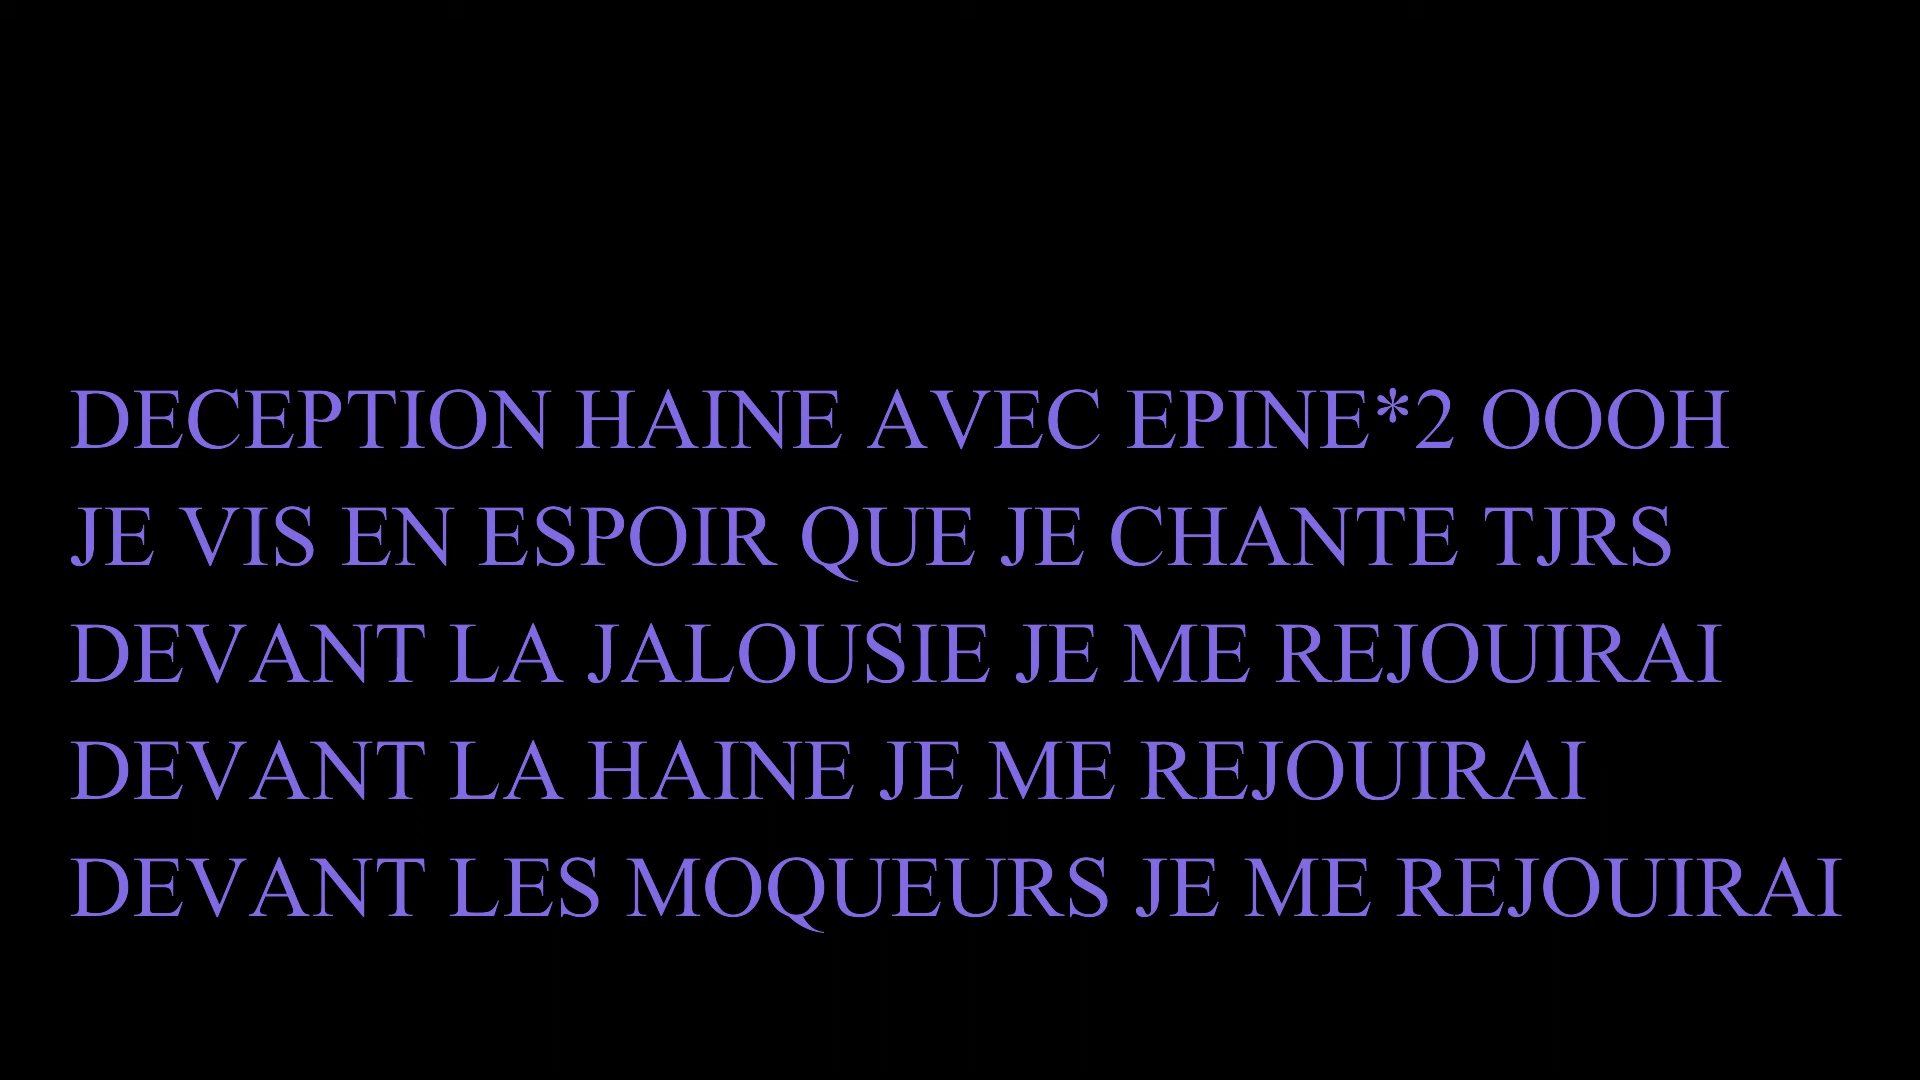 DECEPTION HAINE AVEC EPINE*2 OOOH
JE VIS EN ESPOIR QUE JE CHANTE TJRS
DEVANT LA JALOUSIE JE ME REJOUIRAI
DEVANT LA HAINE JE ME REJOUIRAI
DEVANT LES MOQUEURS JE ME REJOUIRAI